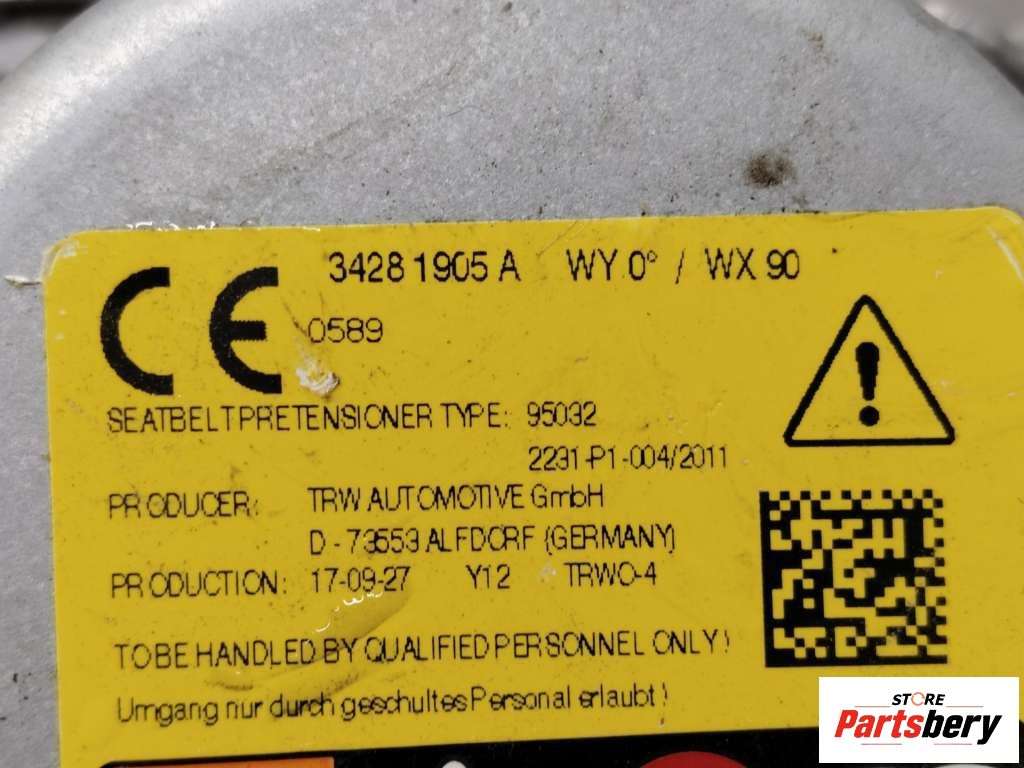 34281905 A WY 0° / WX 90
CE
0589
SEATBELT PRETENSIONER TYPE: 95032
2231-P1-004/2011
PRODUCER: TRW AUTOMOTIVE GmbH
D - 73553 ALFDORF (GERMANY)
PRODUCTION: 17-09-27 Y12 TRWO-4
TO BE HANDLED BY QUALIFIED PERSONNEL ONLY!
Umgang nur durch geschultes Personal erlaubt!
STORE
Partsbery